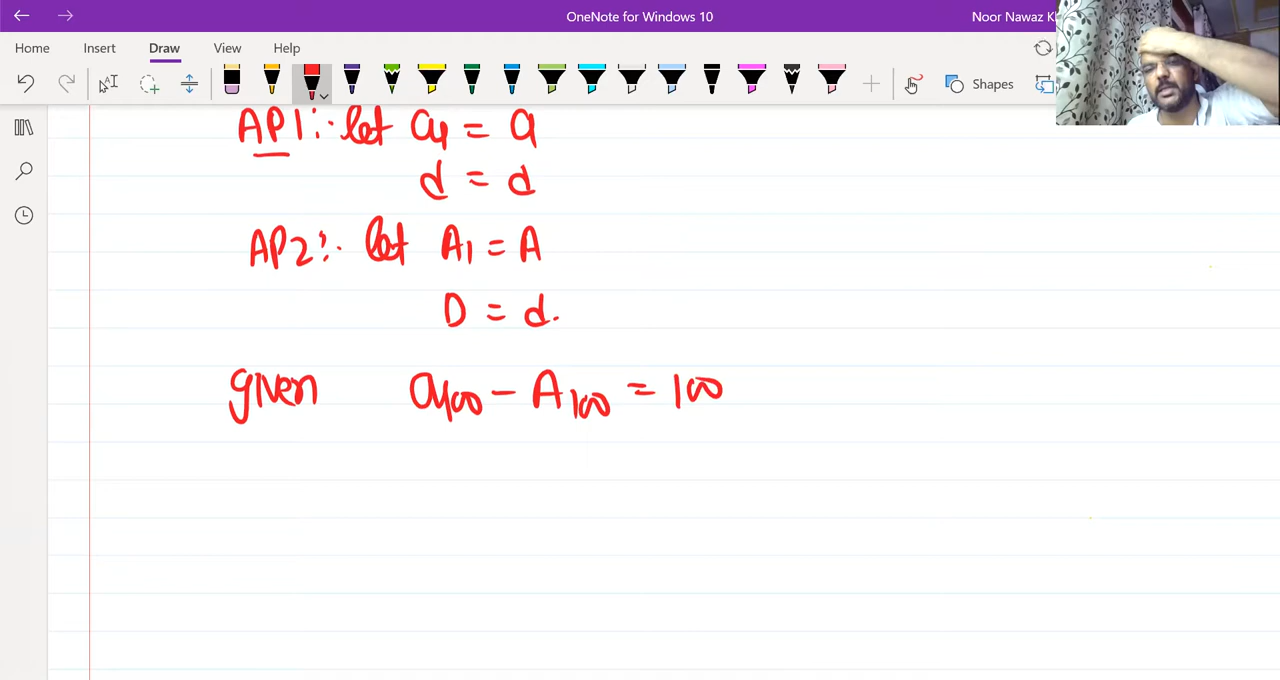 OneNote for Windows 10
Noor Nawaz
Home Insert Draw View Help
Shapes
AP1:- let a1 = a
d = d
AP2:- let A1 = A
D = d.
given a100 - A100 = 100